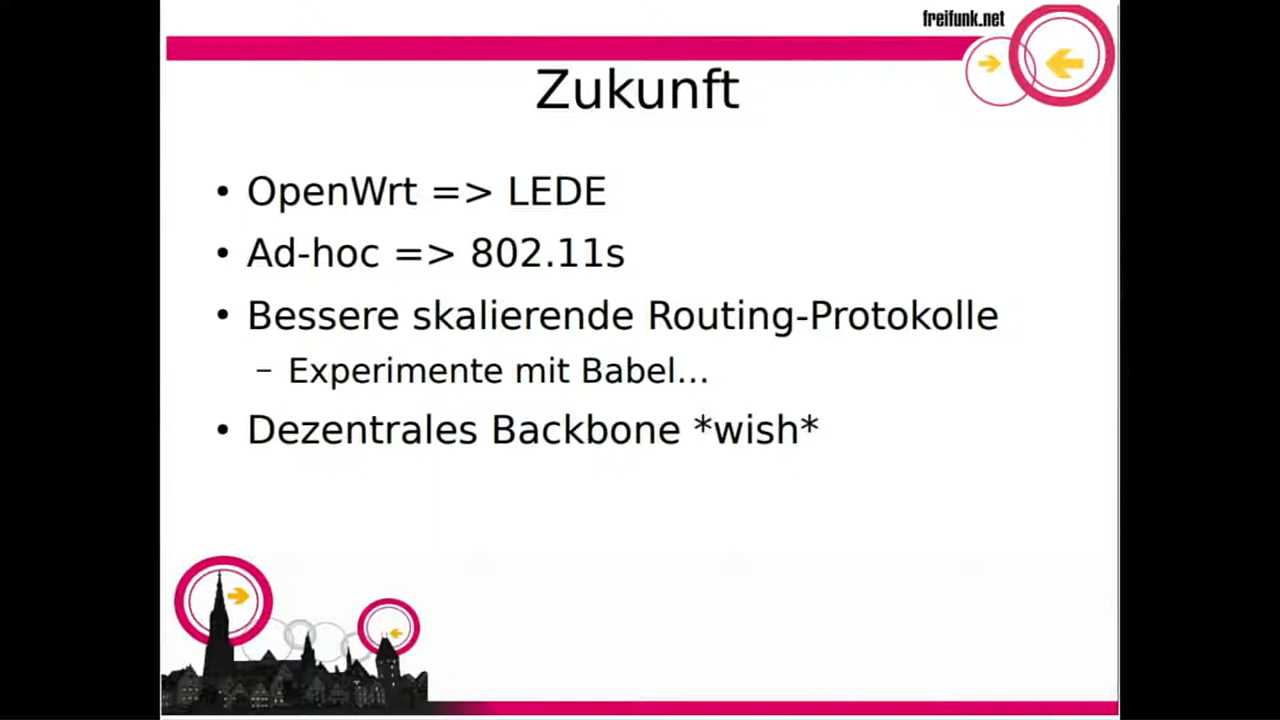 freifunk.net
Zukunft
• OpenWrt => LEDE
• Ad-hoc => 802.11s
• Bessere skalierende Routing-Protokolle
– Experimente mit Babel...
• Dezentrales Backbone *wish*